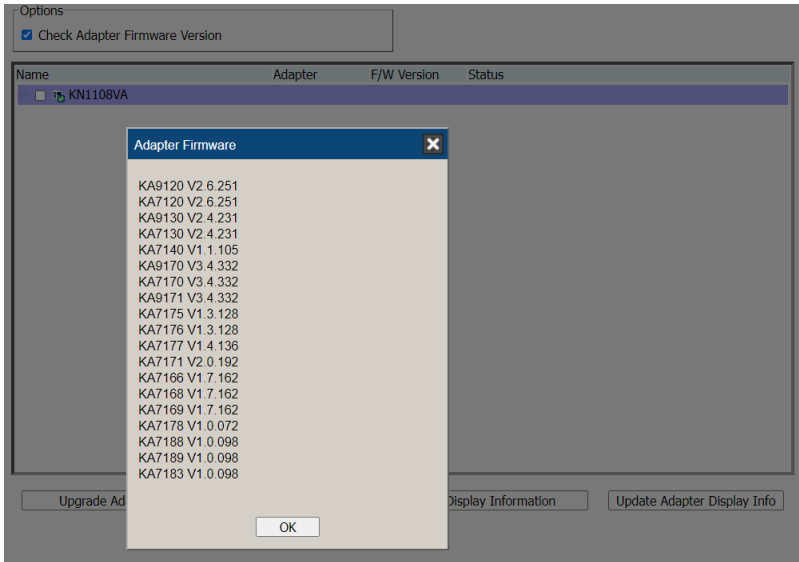 Options
Check Adapter Firmware Version
Name Adapter F/W Version Status
KN1108VA
Adapter Firmware
KA9120 V2.6.251
KA7120 V2.6.251
KA9130 V2.4.231
KA7130 V2.4.231
KA7140 V1.1.105
KA9170 V3.4.332
KA7170 V3.4.332
KA9171 V3.4.332
KA7175 V1.3.128
KA7176 V1.3.128
KA7177 V1.4.136
KA7171 V2.0.192
KA7166 V1.7.162
KA7168 V1.7.162
KA7169 V1.7.162
KA7178 V1.0.072
KA7188 V1.0.098
KA7189 V1.0.098
KA7183 V1.0.098
OK
Upgrade Ad Display Information Update Adapter Display Info